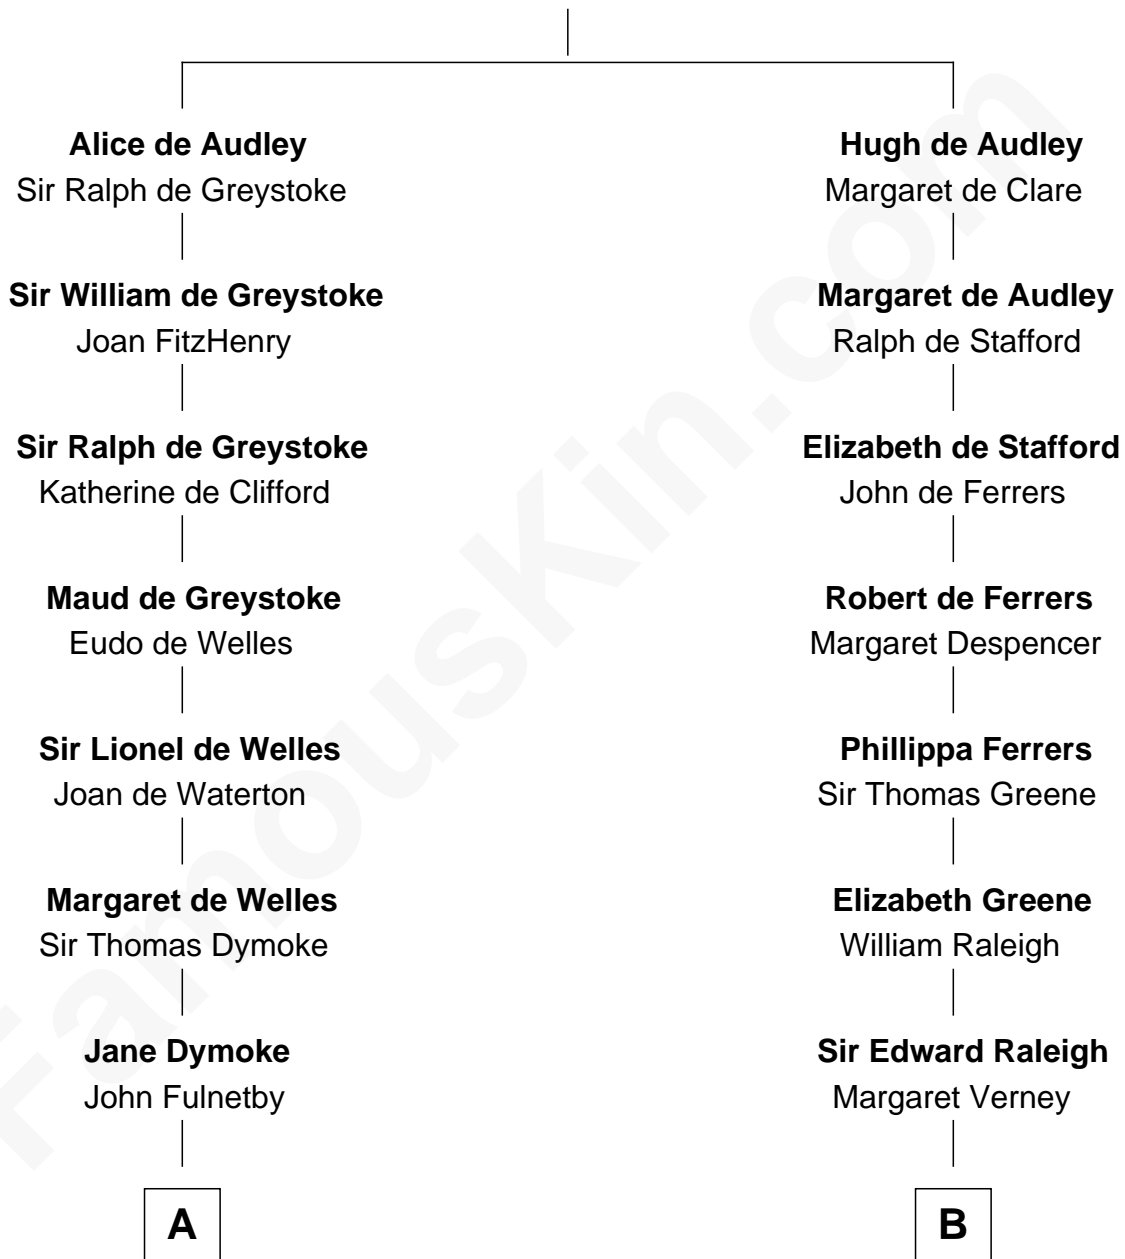 Alice de Audley
Sir Ralph de Greystoke
Sir William de Greystoke
Joan FitzHenry
Sir Ralph de Greystoke
Katherine de Clifford
Maud de Greystoke
Eudo de Welles
Sir Lionel de Welles
Joan de Waterton
Margaret de Welles
Sir Thomas Dymoke
Jane Dymoke
John Fulnetby
A
Hugh de Audley
Margaret de Clare
Margaret de Audley
Ralph de Stafford
Elizabeth de Stafford
John de Ferrers
Robert de Ferrers
Margaret Despencer
Phillippa Ferrers
Sir Thomas Greene
Elizabeth Greene
William Raleigh
Sir Edward Raleigh
Margaret Verney
B
FamousKin.com